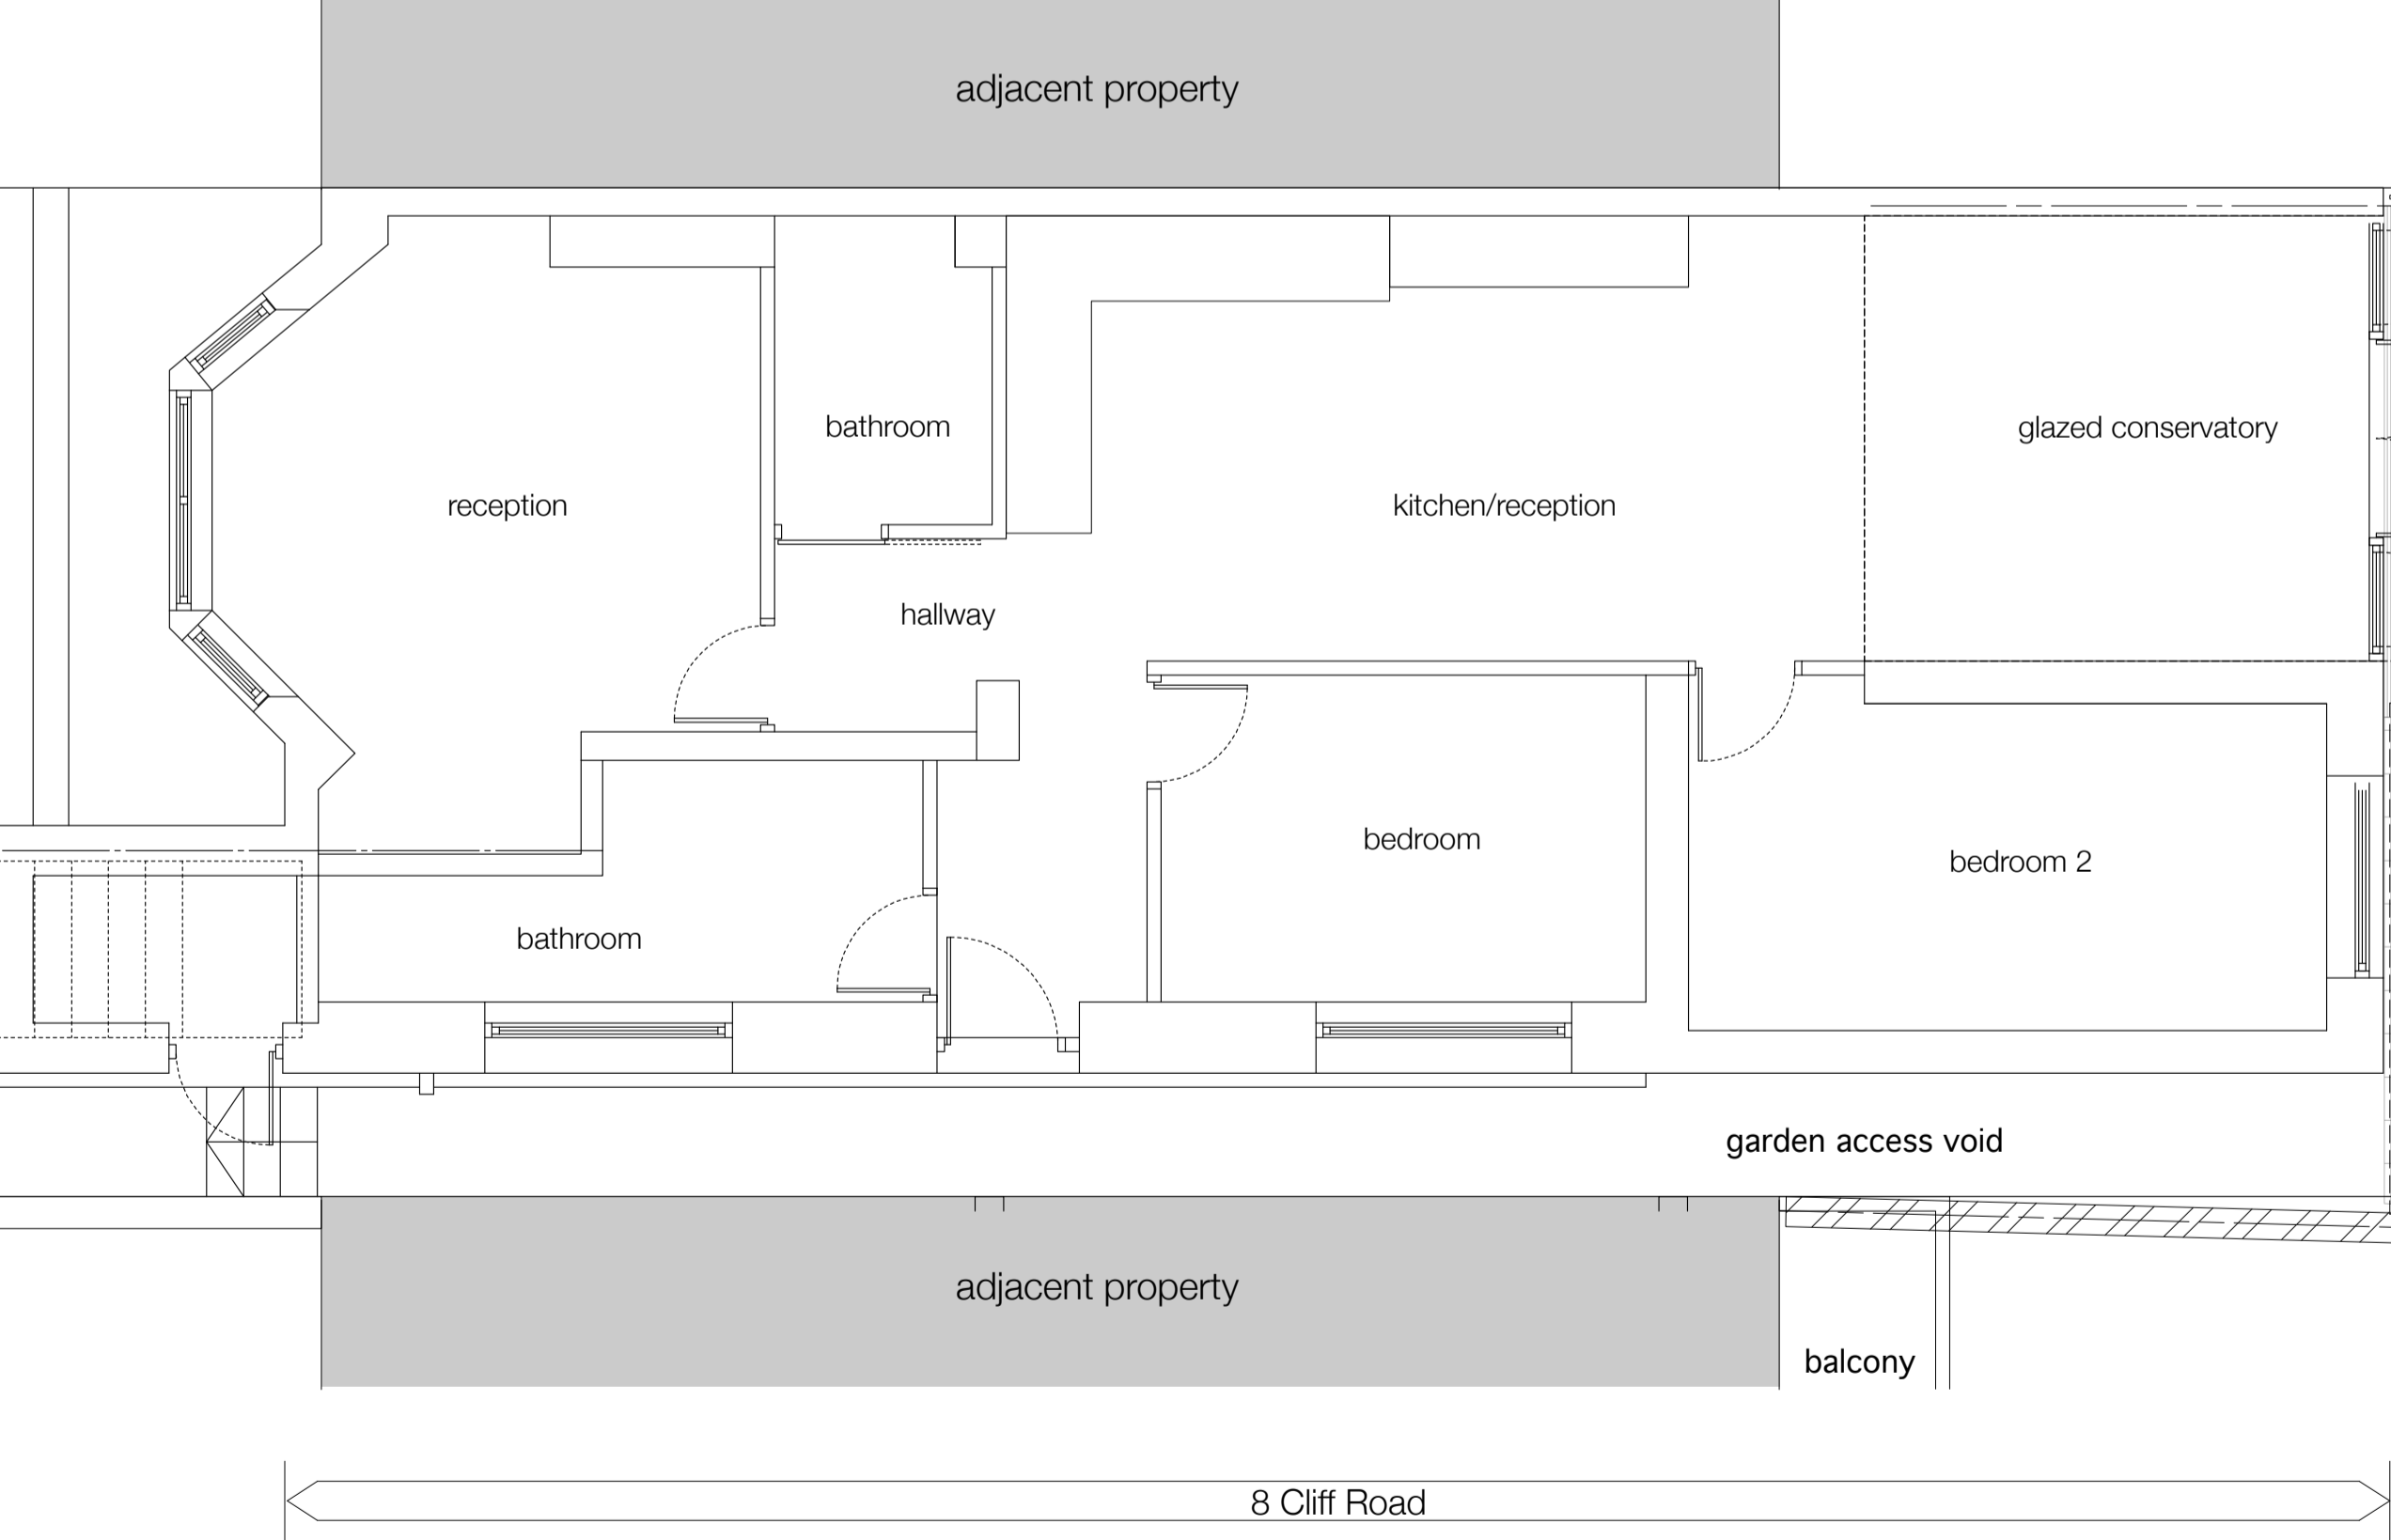 adjacent property
bathroom
glazed conservatory
reception
kitchen/reception
hallway
bedroom
bedroom 2
bathroom
garden access void
adjacent property
balcony
8 Cliff Road